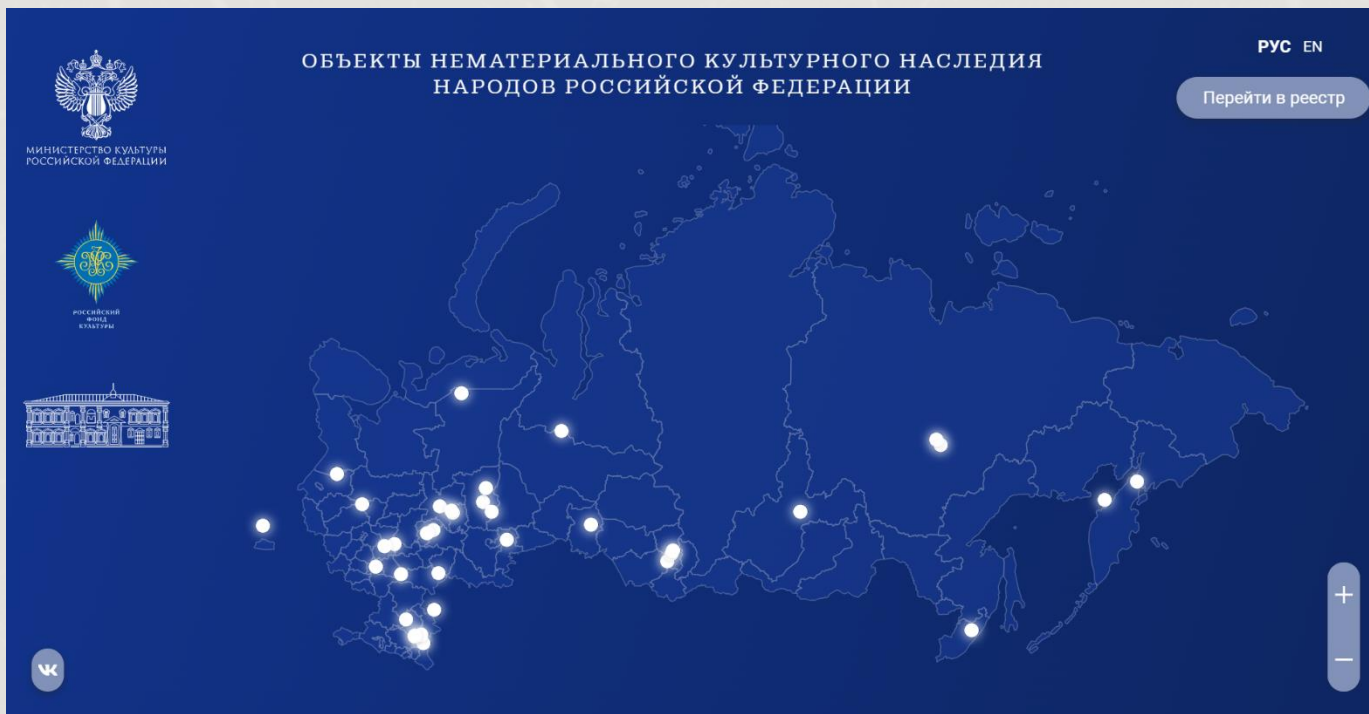 ОБЪЕКТЫ НЕМАТЕРИАЛЬНОГО КУЛЬТУРНОГО НАСЛЕДИЯ
НАРОДОВ РОССИЙСКОЙ ФЕДЕРАЦИИ
РУС EN
Перейти в реестр
МИНИСТЕРСТВО КУЛЬТУРЫ
РОССИЙСКОЙ ФЕДЕРАЦИИ
РОССИЙСКИЙ
ФОНД
КУЛЬТУРЫ
+
−